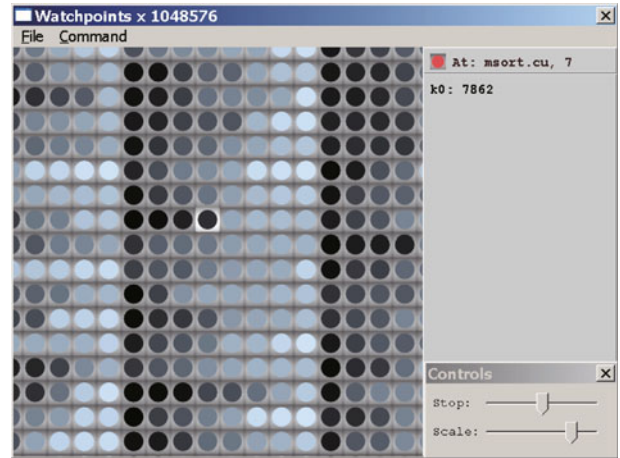 Watchpoints x 1048576
File Command
At: msort.cu, 7
k0: 7862
Controls
Stop:
Scale: